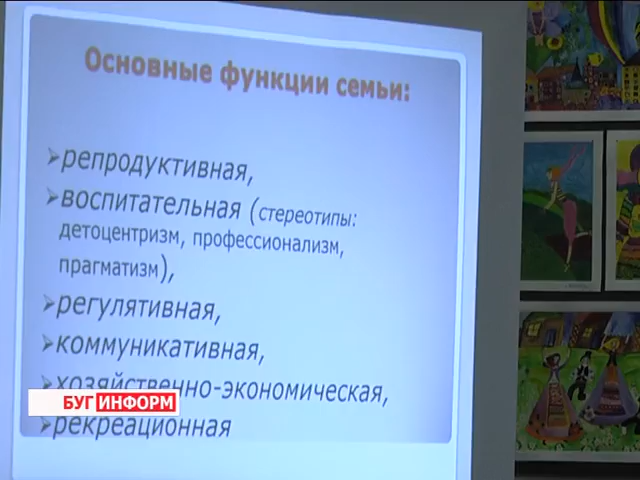 Основные функции семьи:
➢репродуктивная,
➢воспитательная (стереотипы:
детоцентризм, профессионализм,
прагматизм),
➢регулятивная,
➢коммуникативная,
➢хозяйственно-экономическая,
➢рекреационная
БУГИНФОРМ